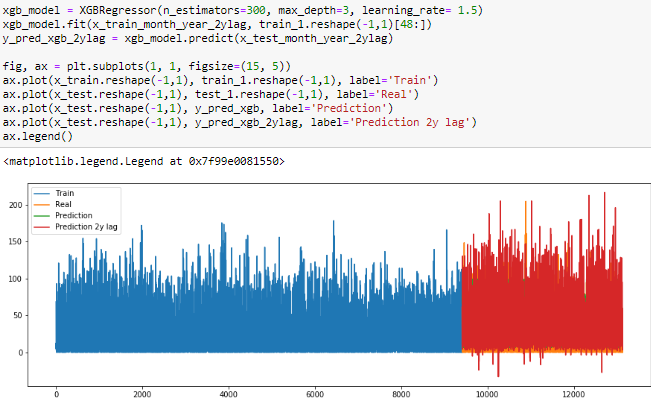 xgb_model = XGBRegressor(n_estimators=300, max_depth=3, learning_rate= 1.5)
xgb_model.fit(x_train_month_year_2ylag, train_1.reshape(-1,1)[48:])
y_pred_xgb_2ylag = xgb_model.predict(x_test_month_year_2ylag)
fig, ax = plt.subplots(1, 1, figsize=(15, 5))
ax.plot(x_train.reshape(-1,1), train_1.reshape(-1,1), label='Train')
ax.plot(x_test.reshape(-1,1), test_1.reshape(-1,1), label='Real')
ax.plot(x_test.reshape(-1,1), y_pred_xgb, label='Prediction')
ax.plot(x_test.reshape(-1,1), y_pred_xgb_2ylag, label='Prediction 2y lag')
ax.legend()
<matplotlib.legend.Legend at 0x7f99e0081550>
Train
Real
Prediction
Prediction 2y lag
200
150
100
50
0
0 2000 4000 6000 8000 10000 12000